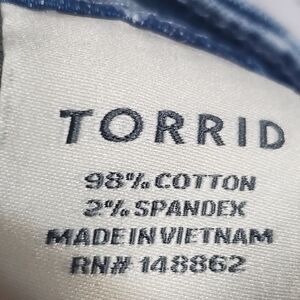 TORRID
98% COTTON
2% SPANDEX
MADE IN VIETNAM
RN# 148862